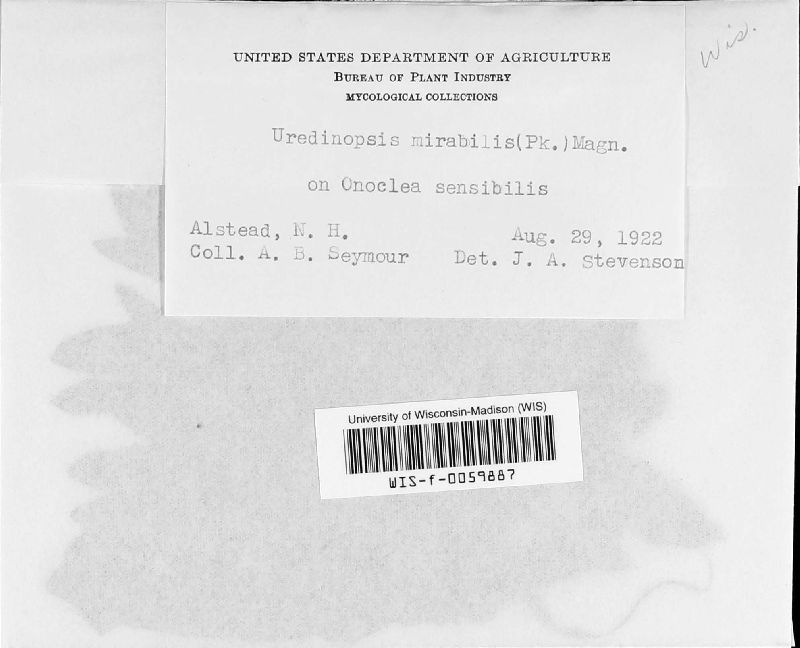 Wis.
UNITED STATES DEPARTMENT OF AGRICULTURE
BUREAU OF PLANT INDUSTRY
MYCOLOGICAL COLLECTIONS
Uredinopsis mirabilis(Pk.)Magn.
on Onoclea sensibilis
Alstead, N. H. Aug. 29, 1922
Coll. A. B. Seymour Det. J. A. Stevenson
University of Wisconsin-Madison (WIS)
WIS-f-0059887